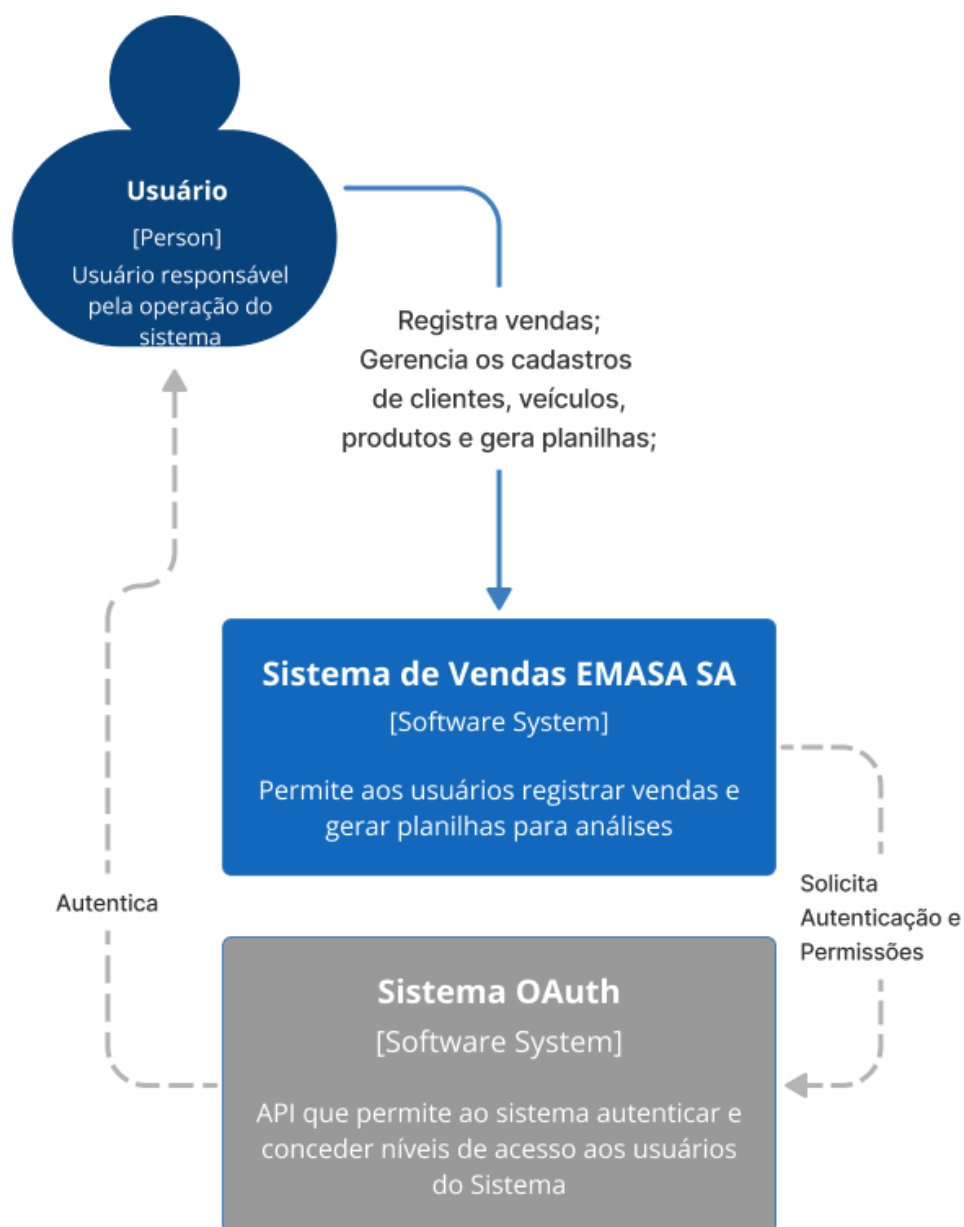 Usuário
[Person]
Usuário responsável
pela operação do
sistema
Registra vendas;
Gerencia os cadastros
de clientes, veículos,
produtos e gera planilhas;
Sistema de Vendas EMASA SA
[Software System]
Permite aos usuários registrar vendas e
gerar planilhas para análises
Solicita
Autenticação e
Permissões
Autentica
Sistema OAuth
[Software System]
API que permite ao sistema autenticar e
conceder níveis de acesso aos usuários
do Sistema